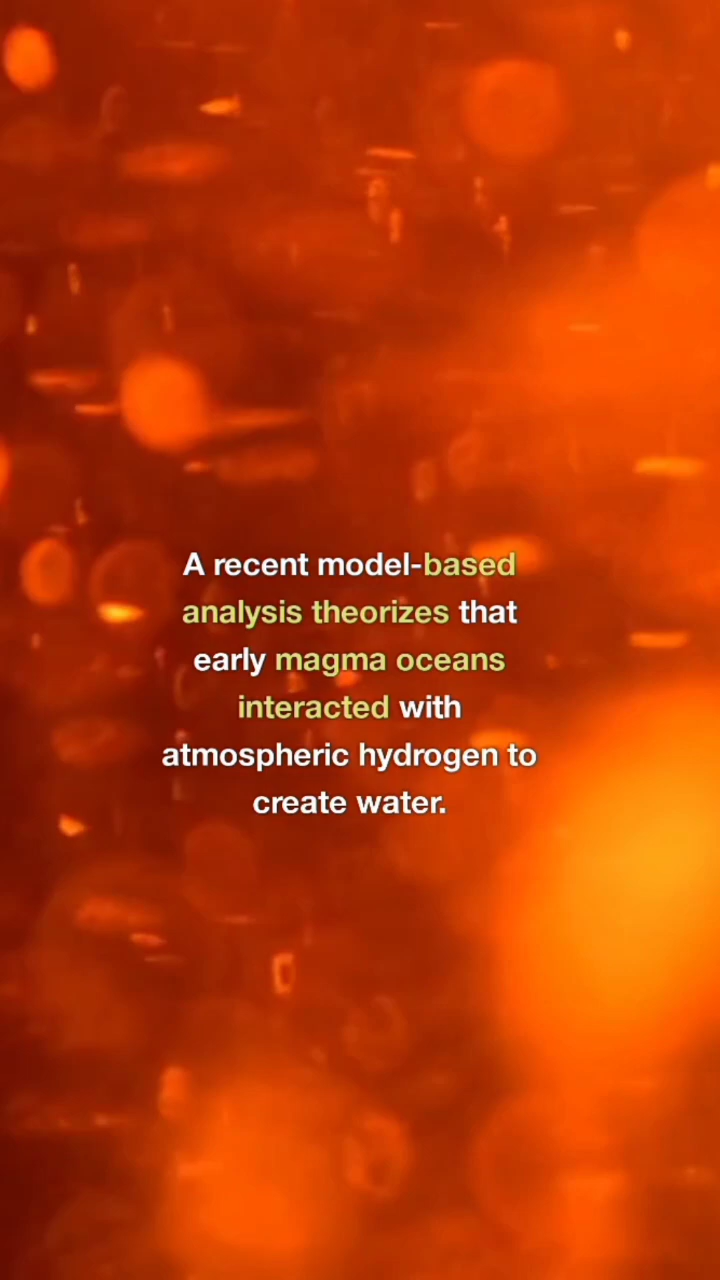 A recent model-based
analysis theorizes that
early magma oceans
interacted with
atmospheric hydrogen to
create water.